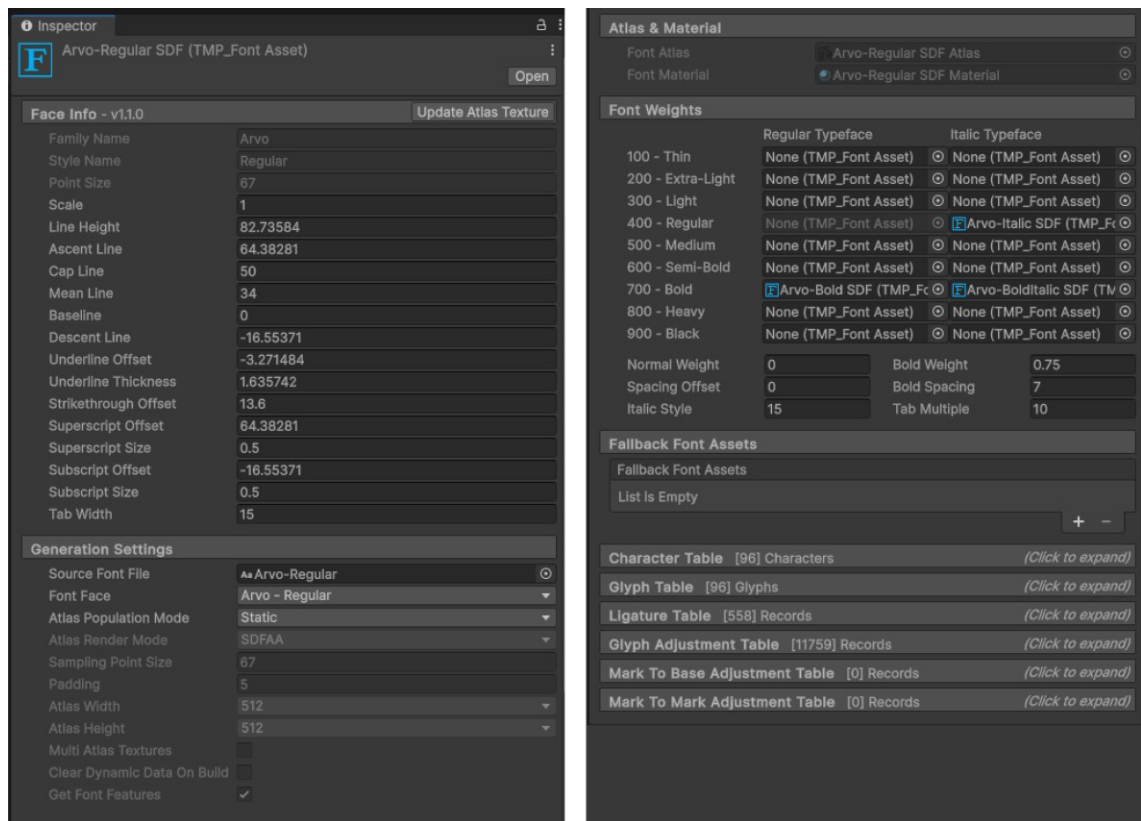 Inspector
Arvo-Regular SDF (TMP_Font Asset)
F
Open
Face Info - v1.1.0 Update Atlas Texture
Family Name Arvo
Style Name Regular
Point Size 67
Scale 1
Line Height 82.73584
Ascent Line 64.38281
Cap Line 50
Mean Line 34
Baseline 0
Descent Line -16.55371
Underline Offset -3.271484
Underline Thickness 1.635742
Strikethrough Offset 13.6
Superscript Offset 64.38281
Superscript Size 0.5
Subscript Offset -16.55371
Subscript Size 0.5
Tab Width 15
Generation Settings
Source Font File Aa Arvo-Regular
Font Face Arvo - Regular
Atlas Population Mode Static
Atlas Render Mode SDFAA
Sampling Point Size 67
Padding 5
Atlas Width 512
Atlas Height 512
Multi Atlas Textures
Clear Dynamic Data On Build
Get Font Features
Atlas & Material
Font Atlas Arvo-Regular SDF Atlas
Font Material Arvo-Regular SDF Material
Font Weights
Regular Typeface Italic Typeface
100 - Thin None (TMP_Font Asset) None (TMP_Font Asset)
200 - Extra-Light None (TMP_Font Asset) None (TMP_Font Asset)
300 - Light None (TMP_Font Asset) None (TMP_Font Asset)
400 - Regular None (TMP_Font Asset) F Arvo-Italic SDF (TMP_Fo
500 - Medium None (TMP_Font Asset) None (TMP_Font Asset)
600 - Semi-Bold None (TMP_Font Asset) None (TMP_Font Asset)
700 - Bold F Arvo-Bold SDF (TMP_Fo F Arvo-BoldItalic SDF (TM
800 - Heavy None (TMP_Font Asset) None (TMP_Font Asset)
900 - Black None (TMP_Font Asset) None (TMP_Font Asset)
Normal Weight 0 Bold Weight 0.75
Spacing Offset 0 Bold Spacing 7
Italic Style 15 Tab Multiple 10
Fallback Font Assets
Fallback Font Assets
List is Empty
+ -
Character Table [96] Characters (Click to expand)
Glyph Table [96] Glyphs (Click to expand)
Ligature Table [558] Records (Click to expand)
Glyph Adjustment Table [11759] Records (Click to expand)
Mark To Base Adjustment Table [0] Records (Click to expand)
Mark To Mark Adjustment Table [0] Records (Click to expand)